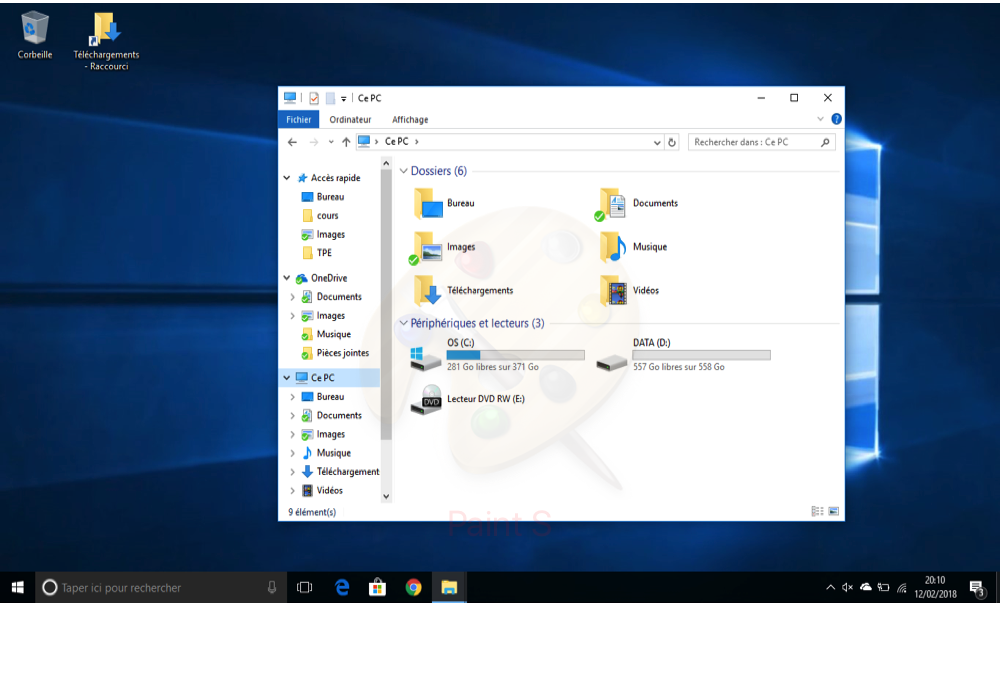 Corbeille
Téléchargements
- Raccourci
Ce PC
Fichier
Ordinateur
Affichage
Ce PC
Rechercher dans : Ce PC
Accès rapide
Bureau
cours
Images
TPE
OneDrive
Documents
Images
Musique
Pièces jointes
Ce PC
Bureau
Documents
Images
Musique
Téléchargement
Vidéos
Dossiers (6)
Bureau
Documents
Images
Musique
Téléchargements
Vidéos
Périphériques et lecteurs (3)
OS (C:)
281 Go libres sur 371 Go
DATA (D:)
557 Go libres sur 558 Go
DVD
Lecteur DVD RW (E:)
9 élément(s)
Paint S
Taper ici pour rechercher
20:10
12/02/2018
3